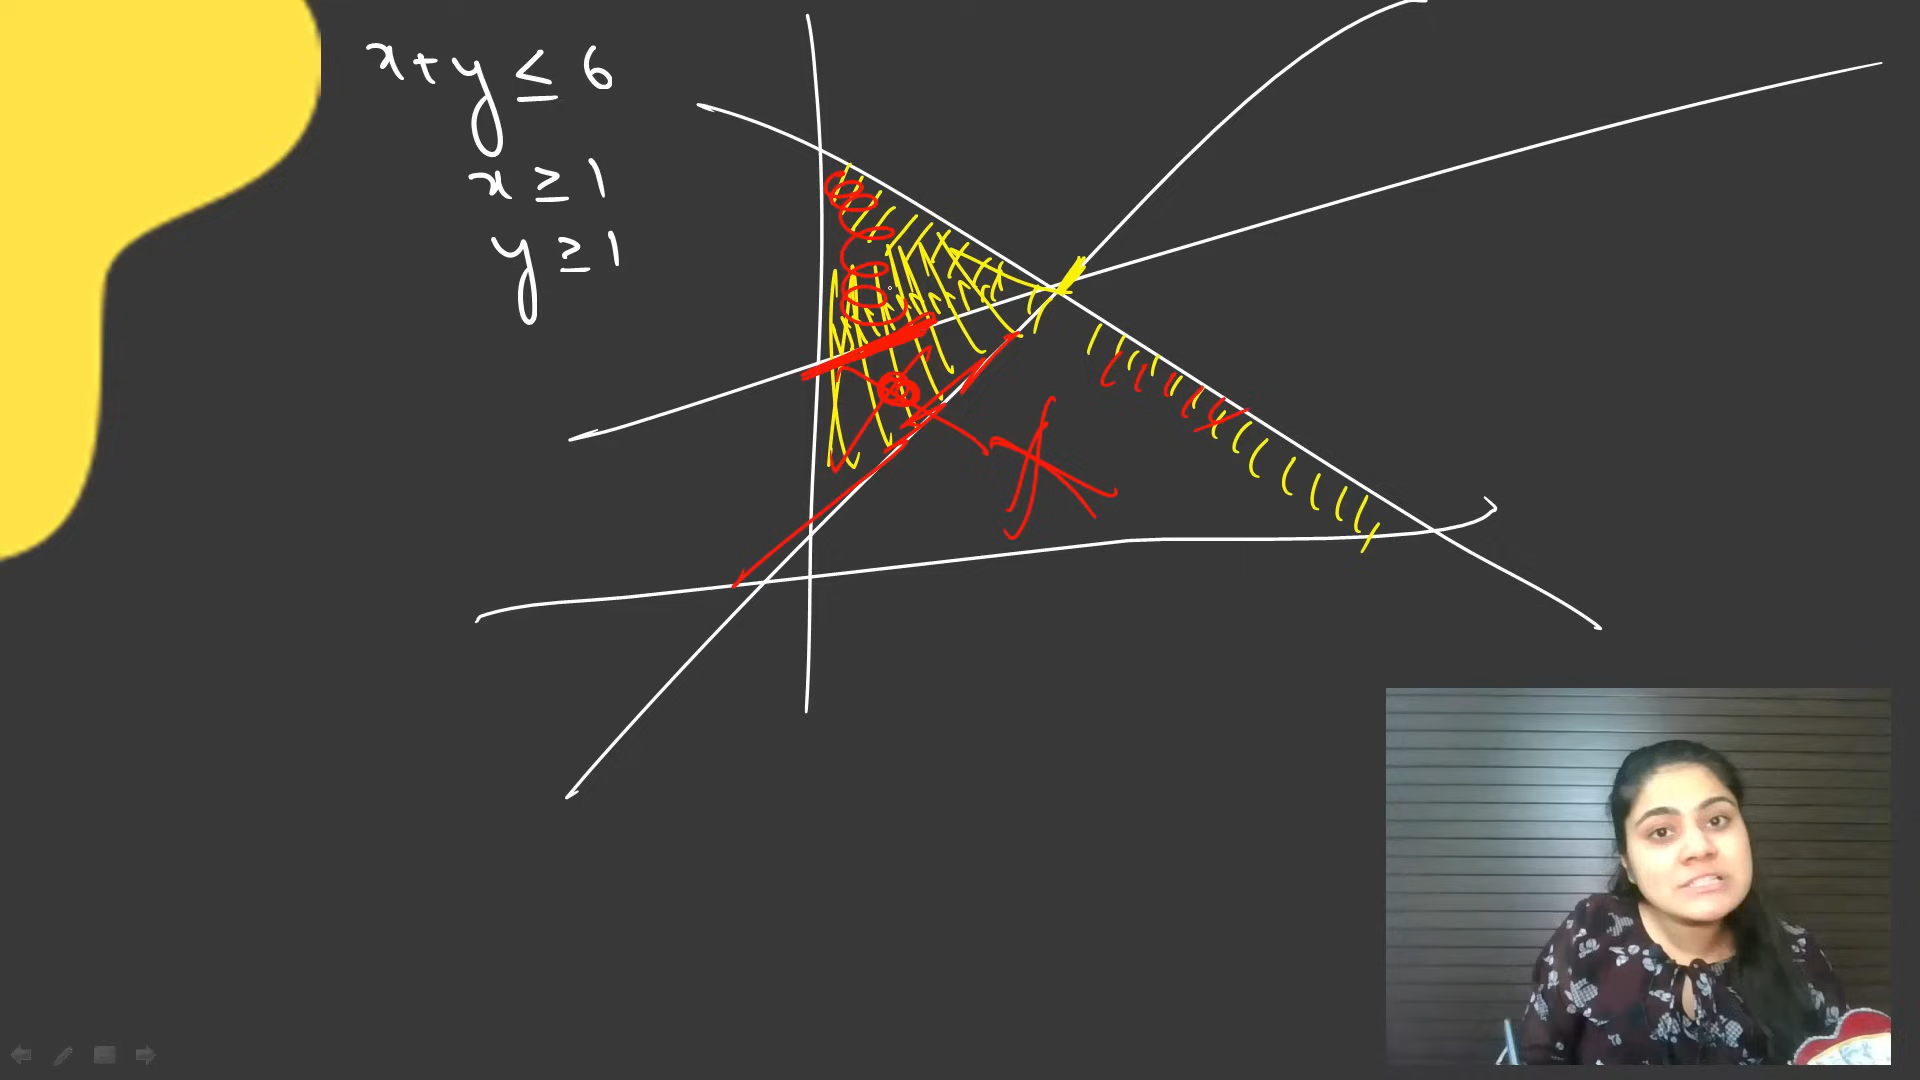 x+y ≤ 6
x ≥ 1
y ≥ 1